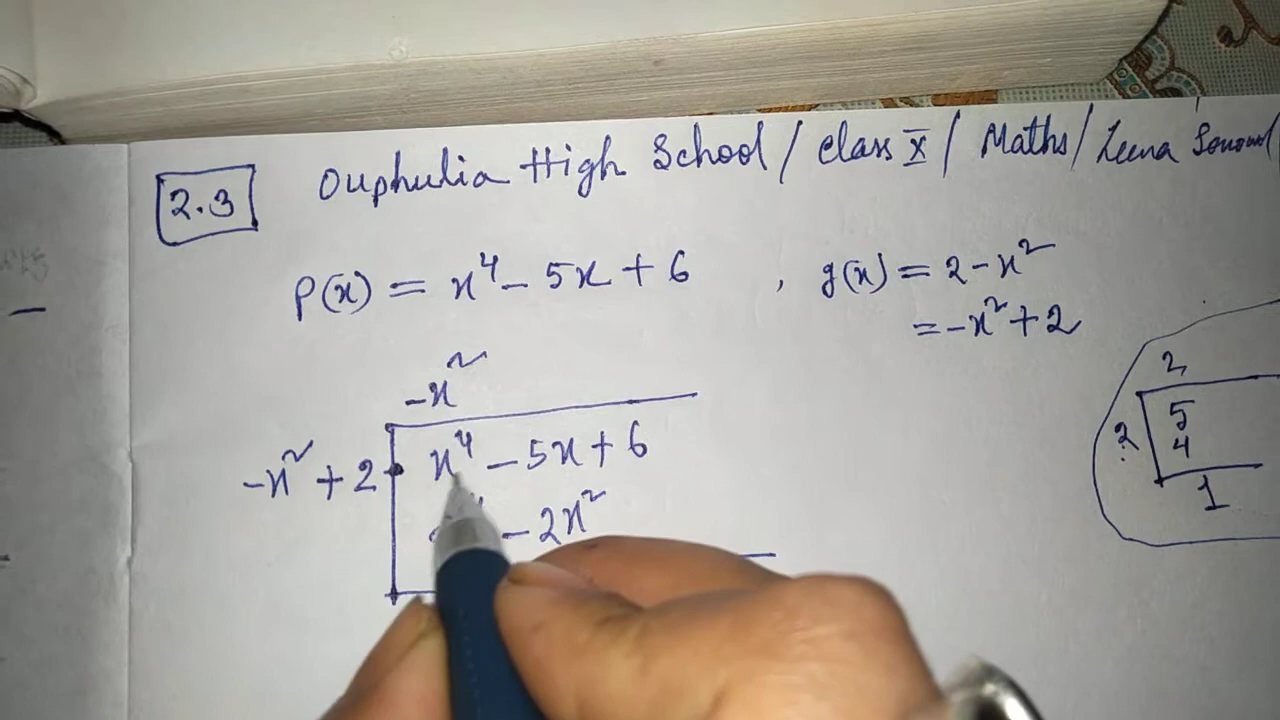 2.3 Ouphulia High School / Class X / Maths / Leena Sonowal
P(x) = x⁴ - 5x + 6 , g(x) = 2 - x²
= -x² + 2
-x²
-x² + 2 x⁴ - 5x + 6
- 2x²
2
2 5
4
1